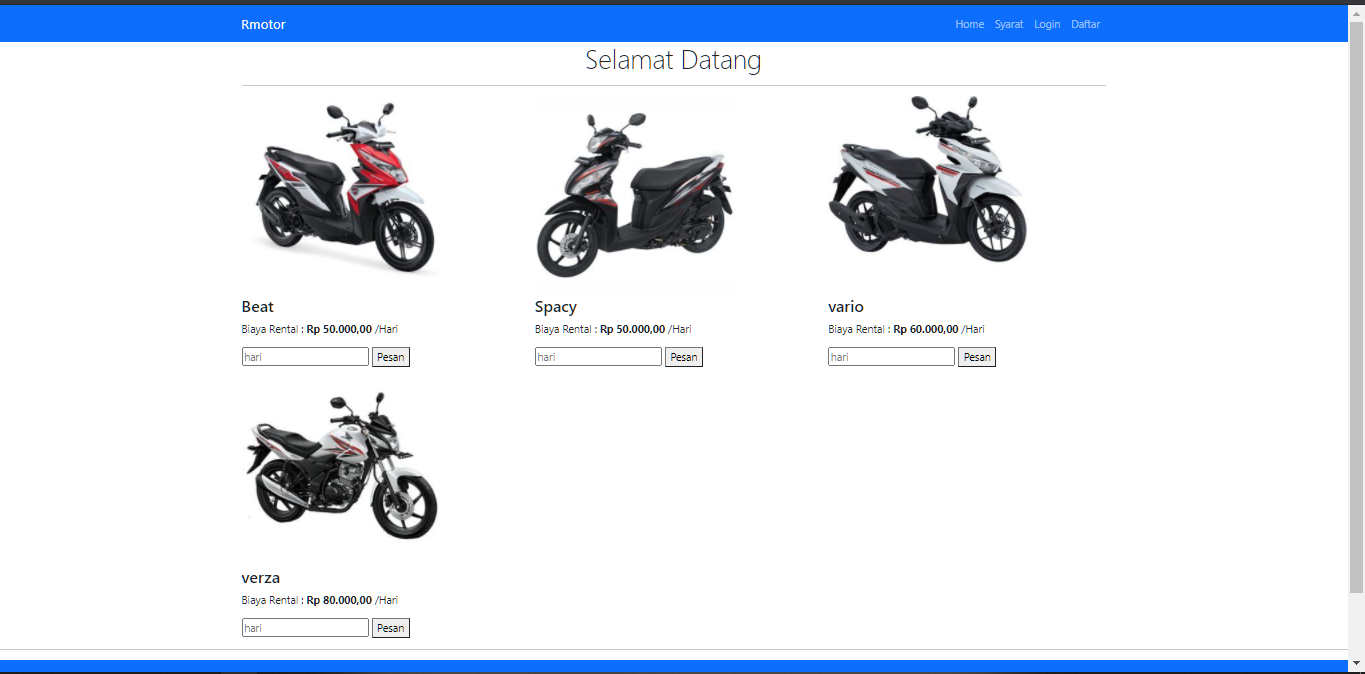 Rmotor
Home Syarat Login Daftar
Selamat Datang
Beat
Biaya Rental : Rp 50.000,00 /Hari
hari Pesan
Spacy
Biaya Rental : Rp 50.000,00 /Hari
hari Pesan
vario
Biaya Rental : Rp 60.000,00 /Hari
hari Pesan
verza
Biaya Rental : Rp 80.000,00 /Hari
hari Pesan